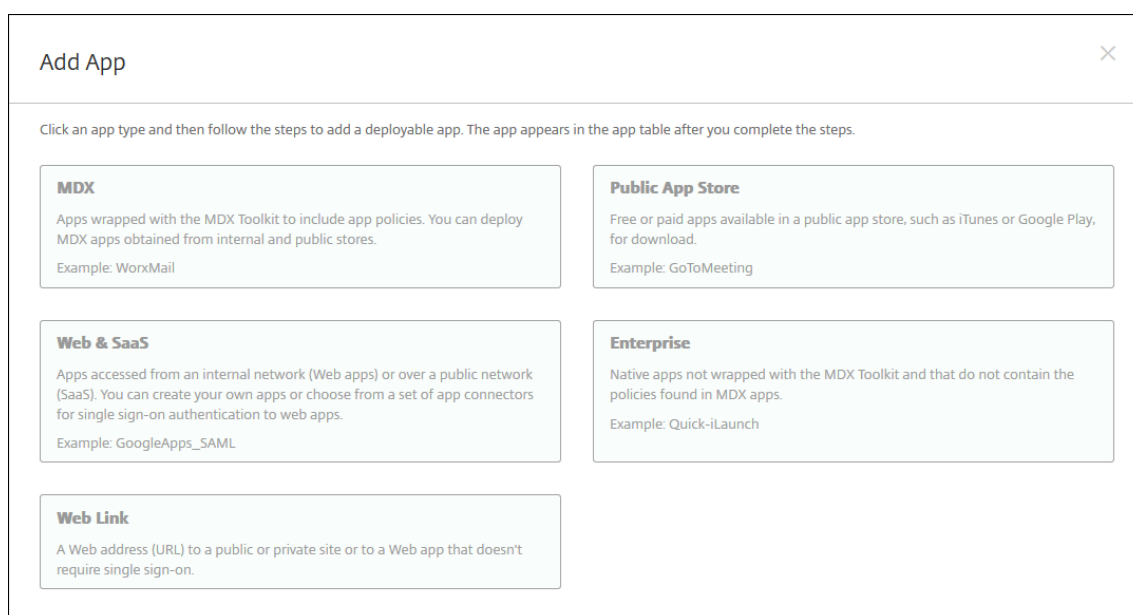 Add App
Click an app type and then follow the steps to add a deployable app. The app appears in the app table after you complete the steps.
MDX
Apps wrapped with the MDX Toolkit to include app policies. You can deploy
MDX apps obtained from internal and public stores.
Example: WorxMail
Public App Store
Free or paid apps available in a public app store, such as iTunes or Google Play,
for download.
Example: GoToMeeting
Web & SaaS
Apps accessed from an internal network (Web apps) or over a public network
(SaaS). You can create your own apps or choose from a set of app connectors
for single sign-on authentication to web apps.
Example: GoogleApps_SAML
Enterprise
Native apps not wrapped with the MDX Toolkit and that do not contain the
policies found in MDX apps.
Example: Quick-iLaunch
Web Link
A Web address (URL) to a public or private site or to a Web app that doesn't
require single sign-on.